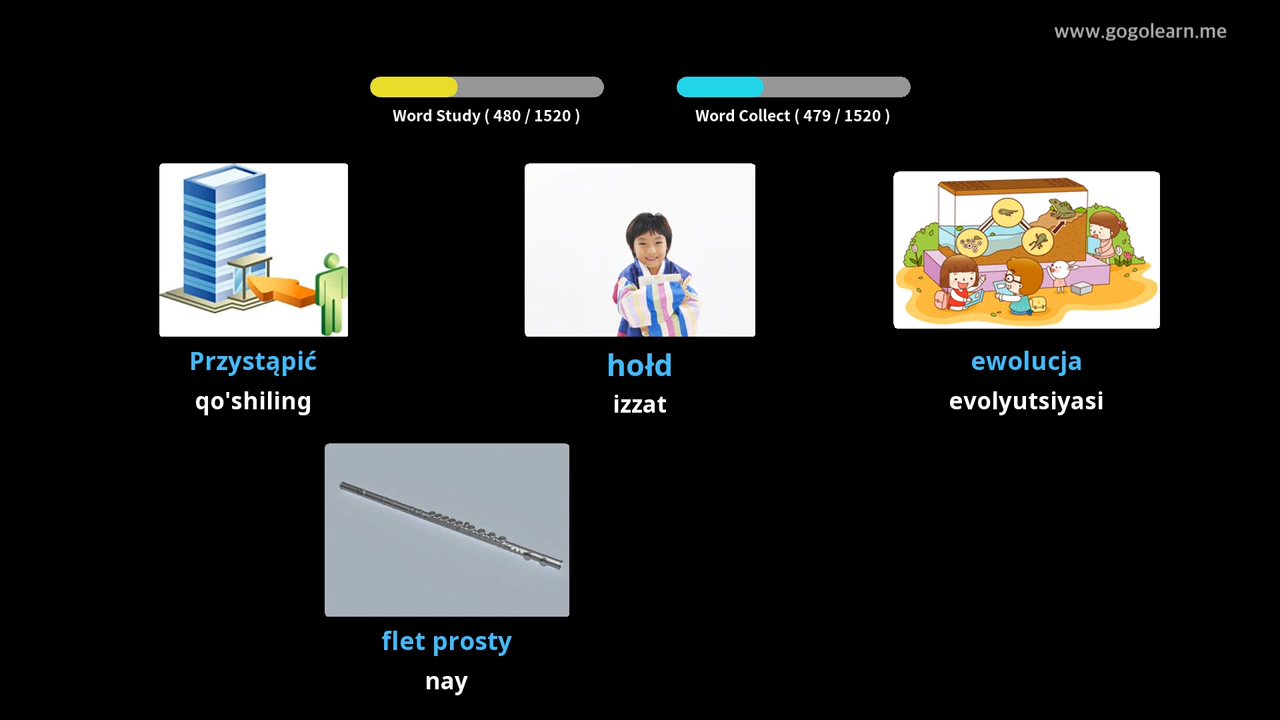 www.gogolearn.me
Word Study ( 480 / 1520 )
Word Collect ( 479 / 1520 )
Przystąpić
qo'shiling
hołd
izzat
ewolucja
evolyutsiyasi
flet prosty
nay